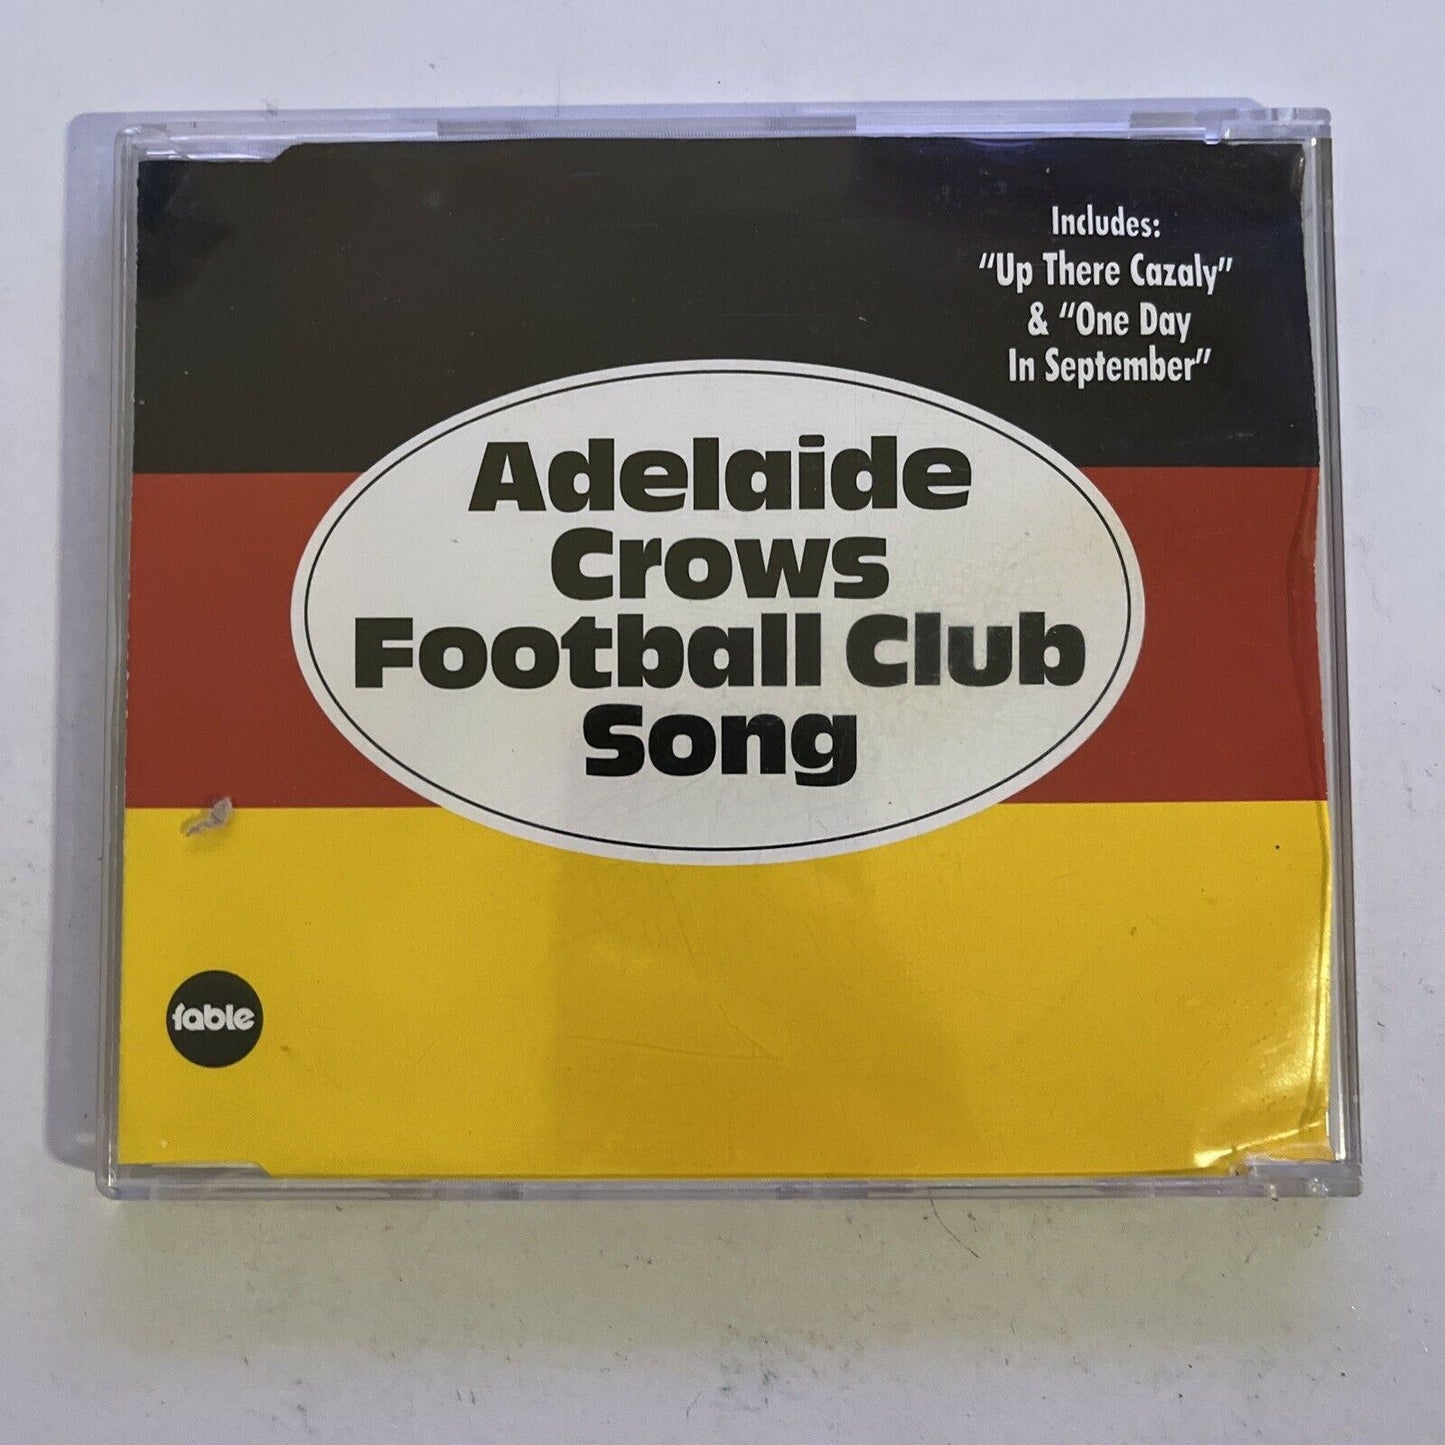 Includes:
"Up There Cazaly"
& "One Day
In September"
Adelaide
Crows
Football Club
Song
fable